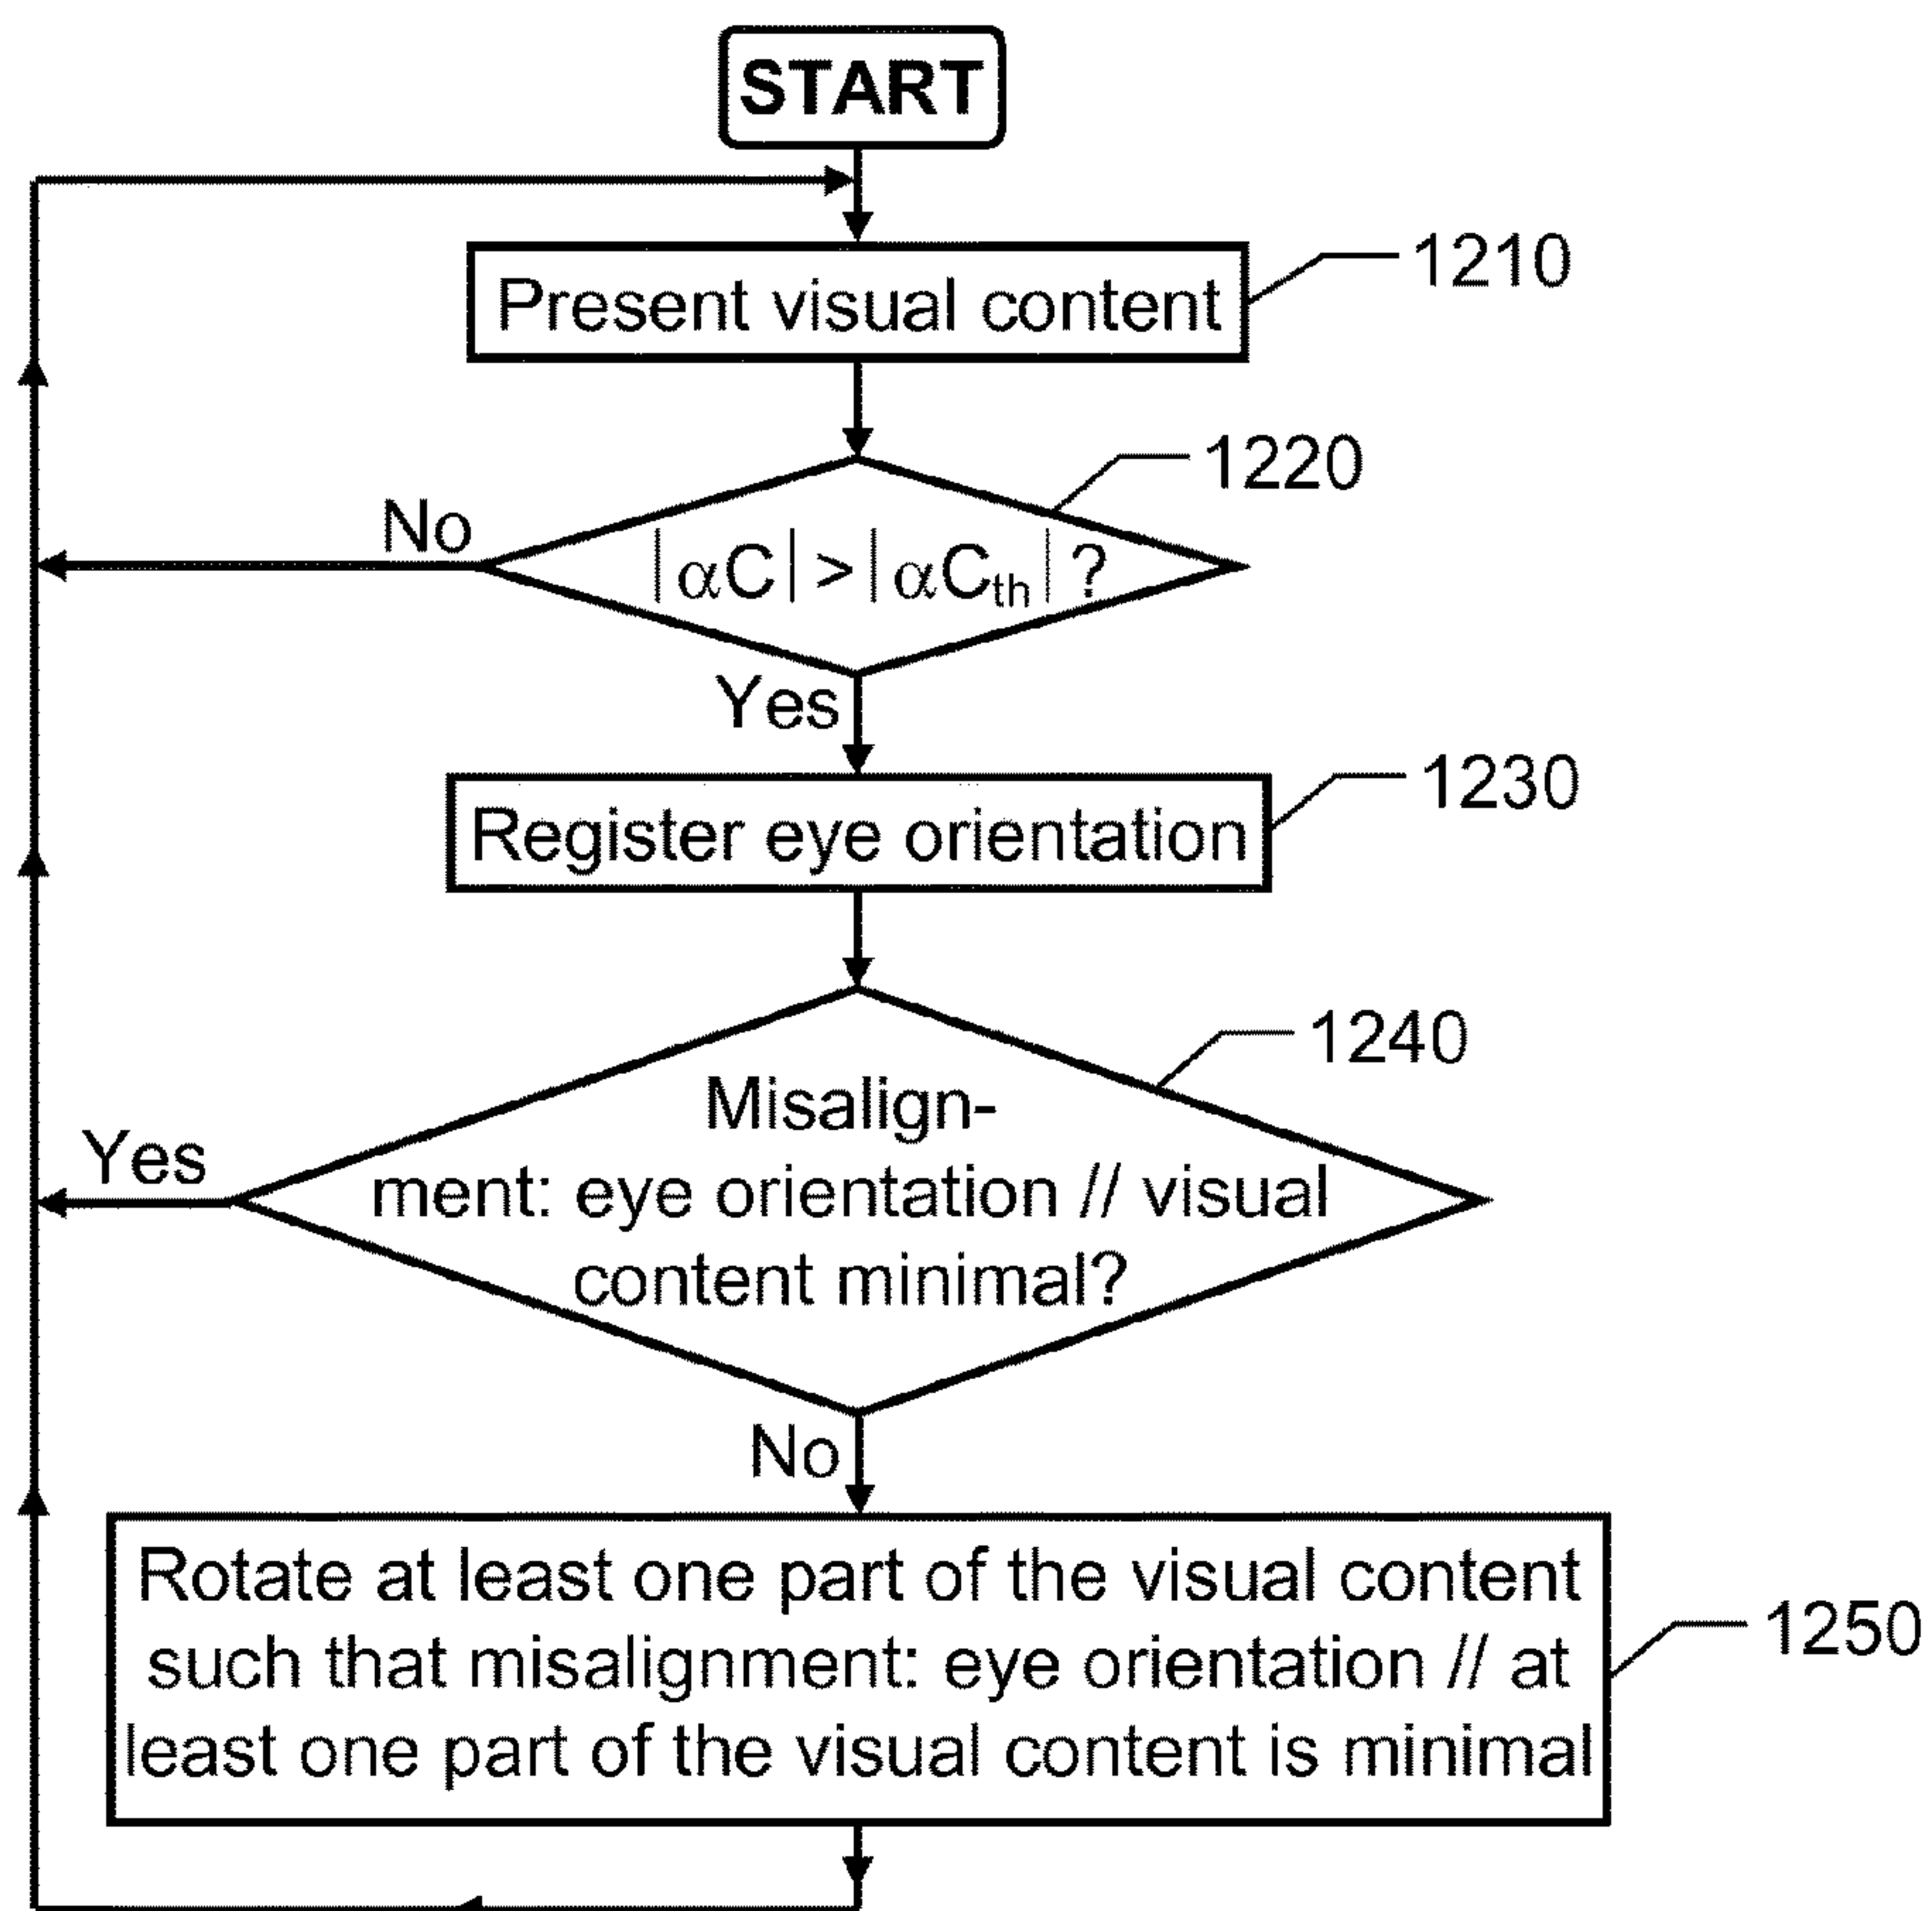 START
Present visual content
1210
1220
No
|αC|>|αCth| ?
Yes
Register eye orientation
1230
1240
Misalign-
Yes
ment: eye orientation // visual
content minimal?
No
Rotate at least one part of the visual content
such that misalignment: eye orientation // at
least one part of the visual content is minimal
1250